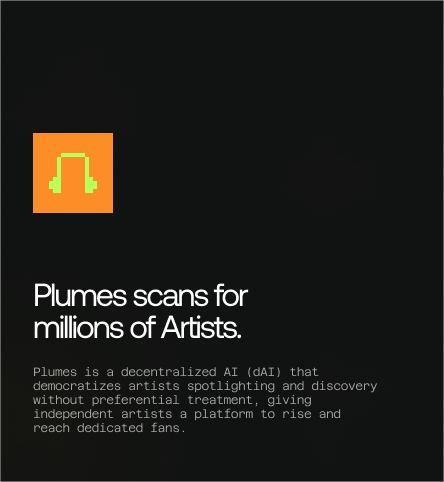 Plumes scans for
millions of Artists.
Plumes is a decentralized AI (dAI) that
democratizes artists spotlighting and discovery
without preferential treatment, giving
independent artists a platform to rise and
reach dedicated fans.